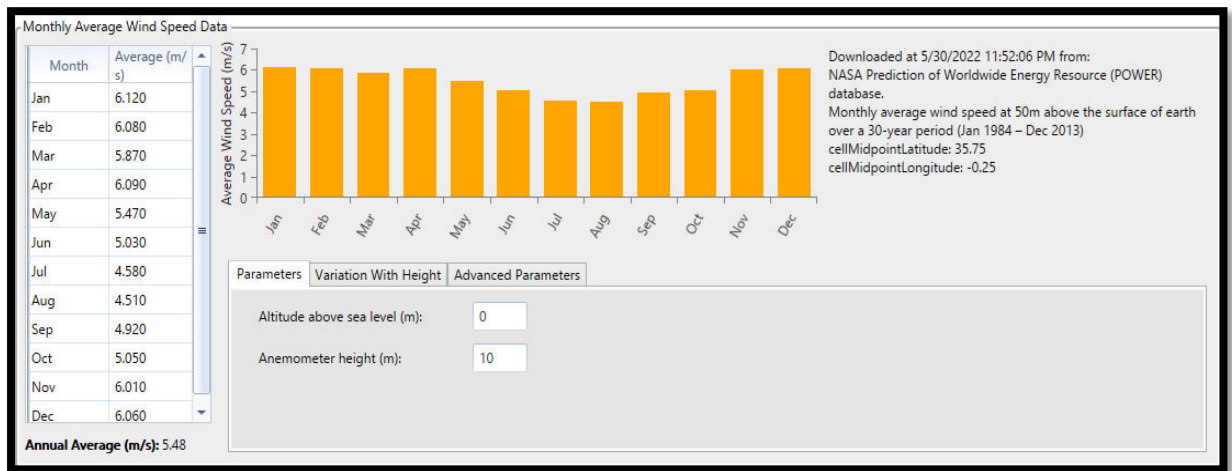 Monthly Average Wind Speed Data
Month Average (m/
s)
Jan 6.120
Feb 6.080
Mar 5.870
Apr 6.090
May 5.470
Jun 5.030
Jul 4.580
Aug 4.510
Sep 4.920
Oct 5.050
Nov 6.010
Dec 6.060
Annual Average (m/s): 5.48
Average Wind Speed (m/s)
7
6
5
4
3
2
1
0
Jan Feb Mar Apr May Jun Jul Aug Sep Oct Nov Dec
Downloaded at 5/30/2022 11:52:06 PM from:
NASA Prediction of Worldwide Energy Resource (POWER)
database.
Monthly average wind speed at 50m above the surface of earth
over a 30-year period (Jan 1984 – Dec 2013)
cellMidpointLatitude: 35.75
cellMidpointLongitude: -0.25
Parameters Variation With Height Advanced Parameters
Altitude above sea level (m): 0
Anemometer height (m): 10